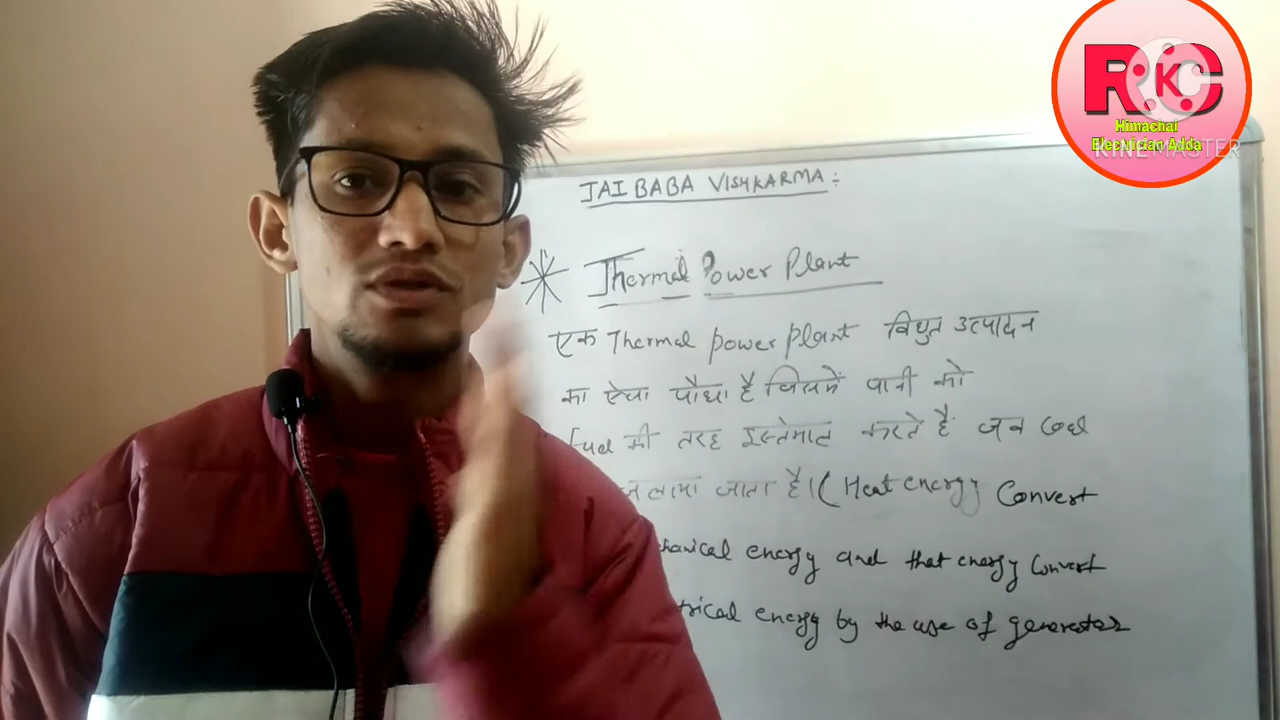 RKC
Himachal
Electrician Adda
KINEMASTER
JAI BABA VISHKARMA :-
Thermal Power Plant
एक Thermal power plant विद्युत उत्पादन
का ऐसा पौधा है जिसमें पानी को
fuel की तरह इस्तेमाल करते हैं जब coal
जलाया जाता है।( Heat energy Convert
energy and that energy Convert
energy by the use of generator